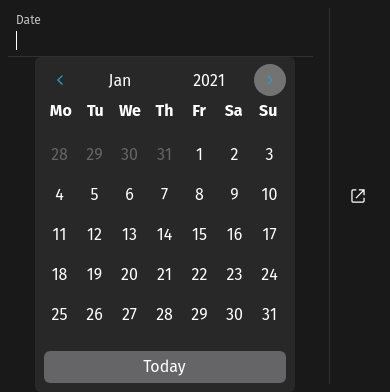 Date
Jan 2021
Mo Tu We Th Fr Sa Su
28 29 30 31 1 2 3
4 5 6 7 8 9 10
11 12 13 14 15 16 17
18 19 20 21 22 23 24
25 26 27 28 29 30 31
Today